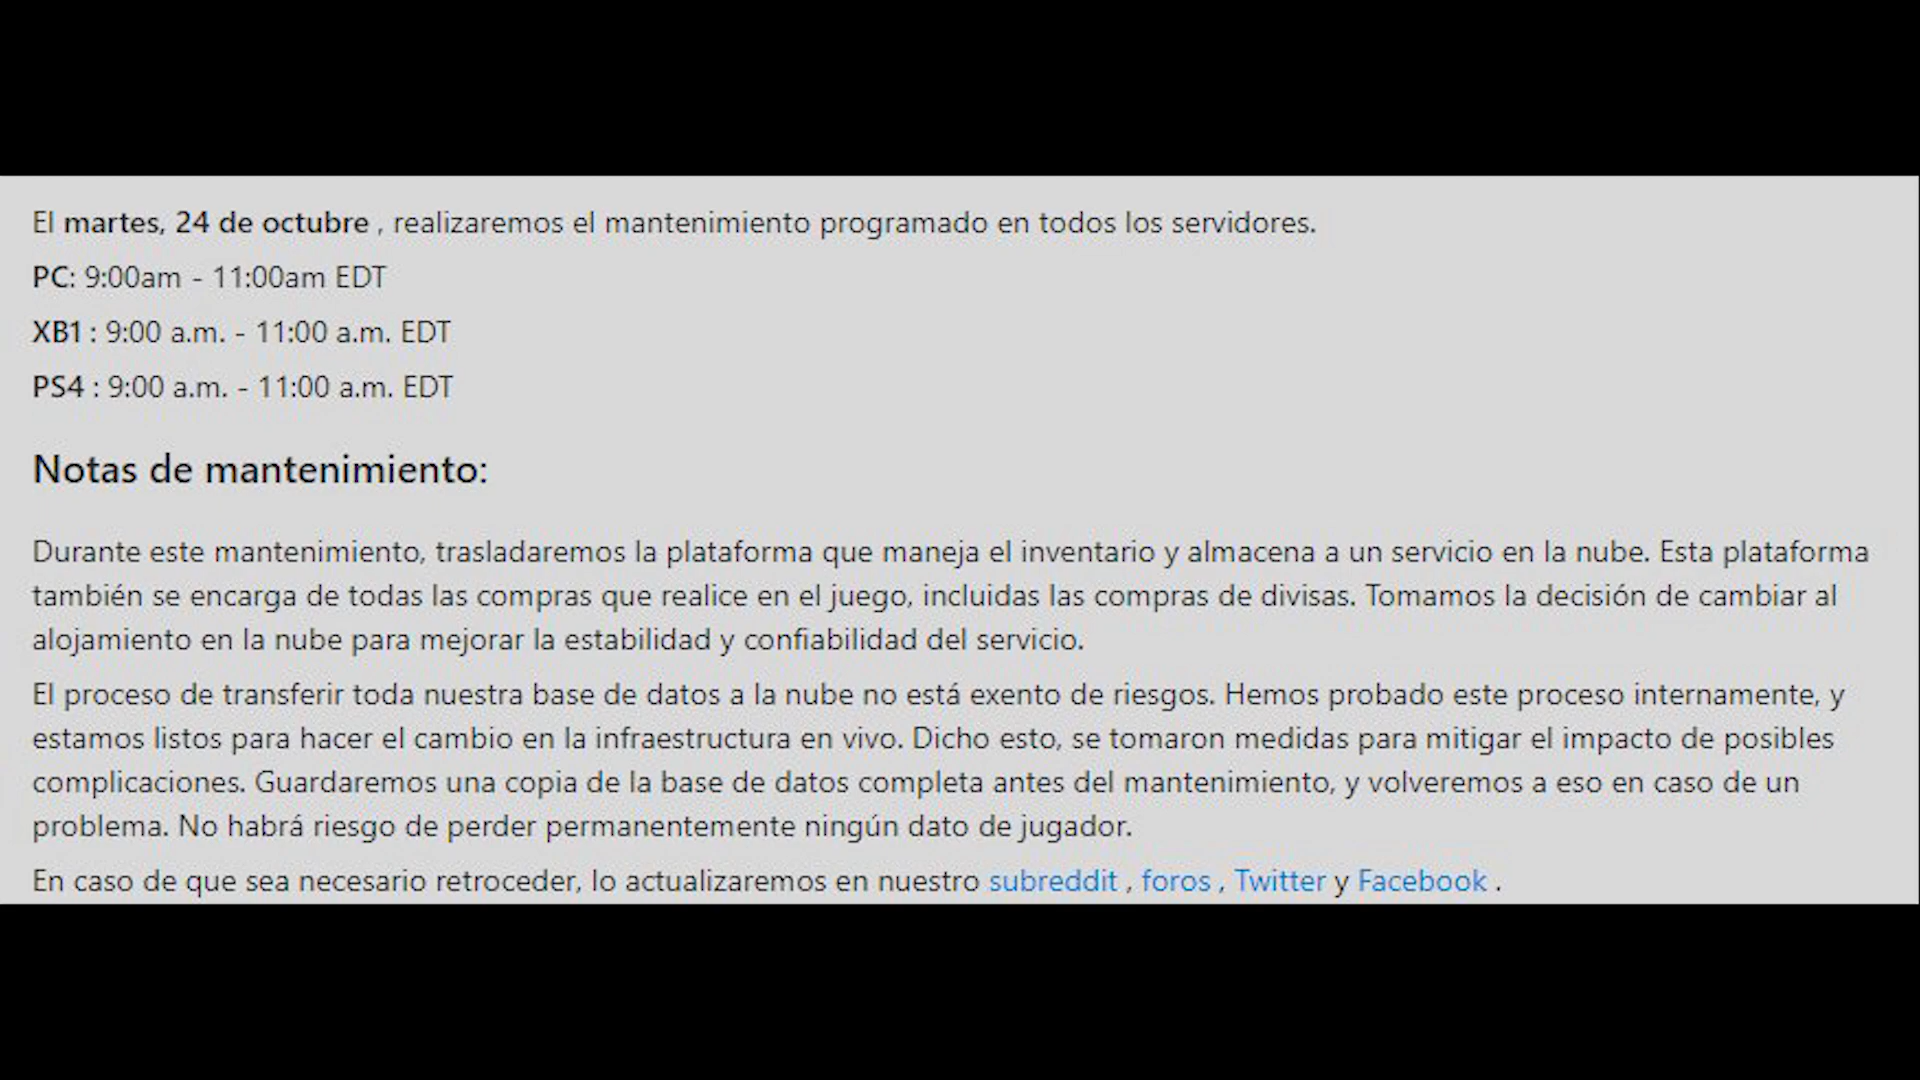 El martes, 24 de octubre , realizaremos el mantenimiento programado en todos los servidores.
PC: 9:00am - 11:00am EDT
XB1 : 9:00 a.m. - 11:00 a.m. EDT
PS4 : 9:00 a.m. - 11:00 a.m. EDT
Notas de mantenimiento:
Durante este mantenimiento, trasladaremos la plataforma que maneja el inventario y almacena a un servicio en la nube. Esta plataforma
también se encarga de todas las compras que realice en el juego, incluidas las compras de divisas. Tomamos la decisión de cambiar al
alojamiento en la nube para mejorar la estabilidad y confiabilidad del servicio.
El proceso de transferir toda nuestra base de datos a la nube no está exento de riesgos. Hemos probado este proceso internamente, y
estamos listos para hacer el cambio en la infraestructura en vivo. Dicho esto, se tomaron medidas para mitigar el impacto de posibles
complicaciones. Guardaremos una copia de la base de datos completa antes del mantenimiento, y volveremos a eso en caso de un
problema. No habrá riesgo de perder permanentemente ningún dato de jugador.
En caso de que sea necesario retroceder, lo actualizaremos en nuestro subreddit , foros , Twitter y Facebook .